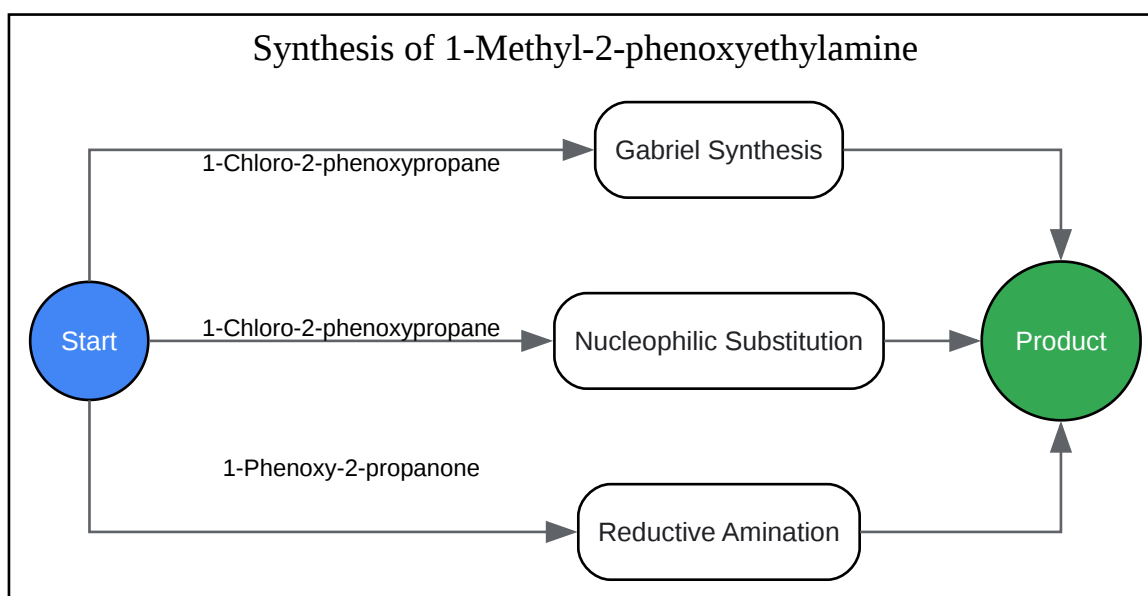 Synthesis of 1-Methyl-2-phenoxyethylamine
1-Chloro-2-phenoxypropane
Gabriel Synthesis
Start
1-Chloro-2-phenoxypropane
Nucleophilic Substitution
Product
1-Phenoxy-2-propanone
Reductive Amination